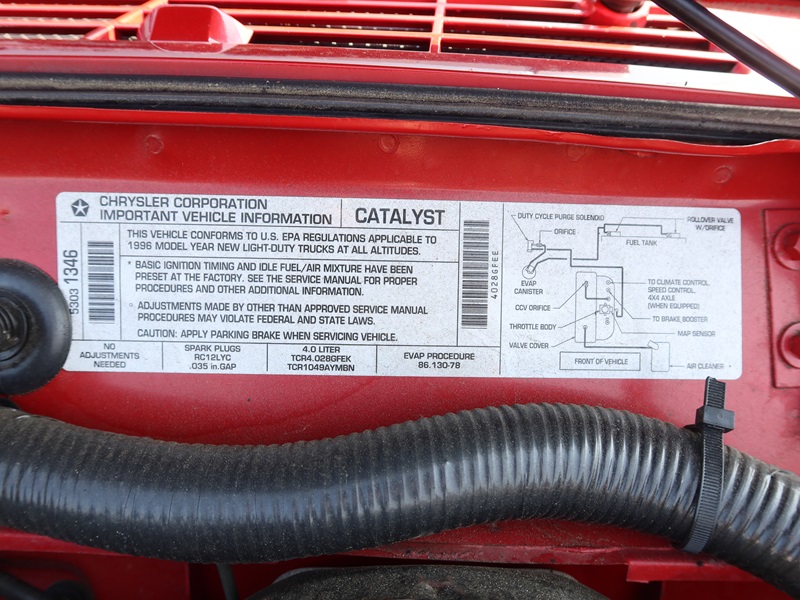 CHRYSLER CORPORATION
IMPORTANT VEHICLE INFORMATION
CATALYST
THIS VEHICLE CONFORMS TO U.S. EPA REGULATIONS APPLICABLE TO
1996 MODEL YEAR NEW LIGHT-DUTY TRUCKS AT ALL ALTITUDES.
* BASIC IGNITION TIMING AND IDLE FUEL/AIR MIXTURE HAVE BEEN
PRESET AT THE FACTORY. SEE THE SERVICE MANUAL FOR PROPER
PROCEDURES AND OTHER ADDITIONAL INFORMATION.
ADJUSTMENTS MADE BY OTHER THAN APPROVED SERVICE MANUAL
PROCEDURES MAY VIOLATE FEDERAL AND STATE LAWS.
CAUTION: APPLY PARKING BRAKE WHEN SERVICING VEHICLE.
5303 1346
4028GFEE
NO
ADJUSTMENTS
NEEDED
SPARK PLUGS
RC12LYC
.035 in.GAP
4.0 LITER
TCR4.028GFEK
TCR1049AYMBN
EVAP PROCEDURE
86.130-78
DUTY CYCLE PURGE SOLENOID
ORIFICE
ROLLOVER VALVE
W/ORIFICE
FUEL TANK
EVAP
CANISTER
TO CLIMATE CONTROL
SPEED CONTROL
4X4 AXLE
(WHEN EQUIPPED)
CCV ORIFICE
TO BRAKE BOOSTER
THROTTLE BODY
MAP SENSOR
VALVE COVER
FRONT OF VEHICLE
AIR CLEANER